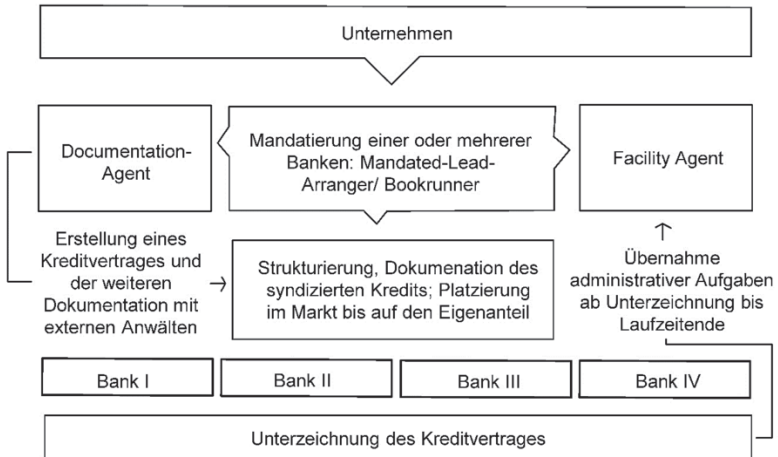 Unternehmen
Documentation-
Agent
Mandatierung einer oder mehrerer
Banken: Mandated-Lead-
Arranger/ Bookrunner
Facility Agent
Erstellung eines
Kreditvertrages und
der weiteren
Dokumentation mit
externen Anwälten
Strukturierung, Dokumenation des
syndizierten Kredits; Platzierung
im Markt bis auf den Eigenanteil
Übernahme
administrativer Aufgaben
ab Unterzeichnung bis
Laufzeitende
Bank I
Bank II
Bank III
Bank IV
Unterzeichnung des Kreditvertrages